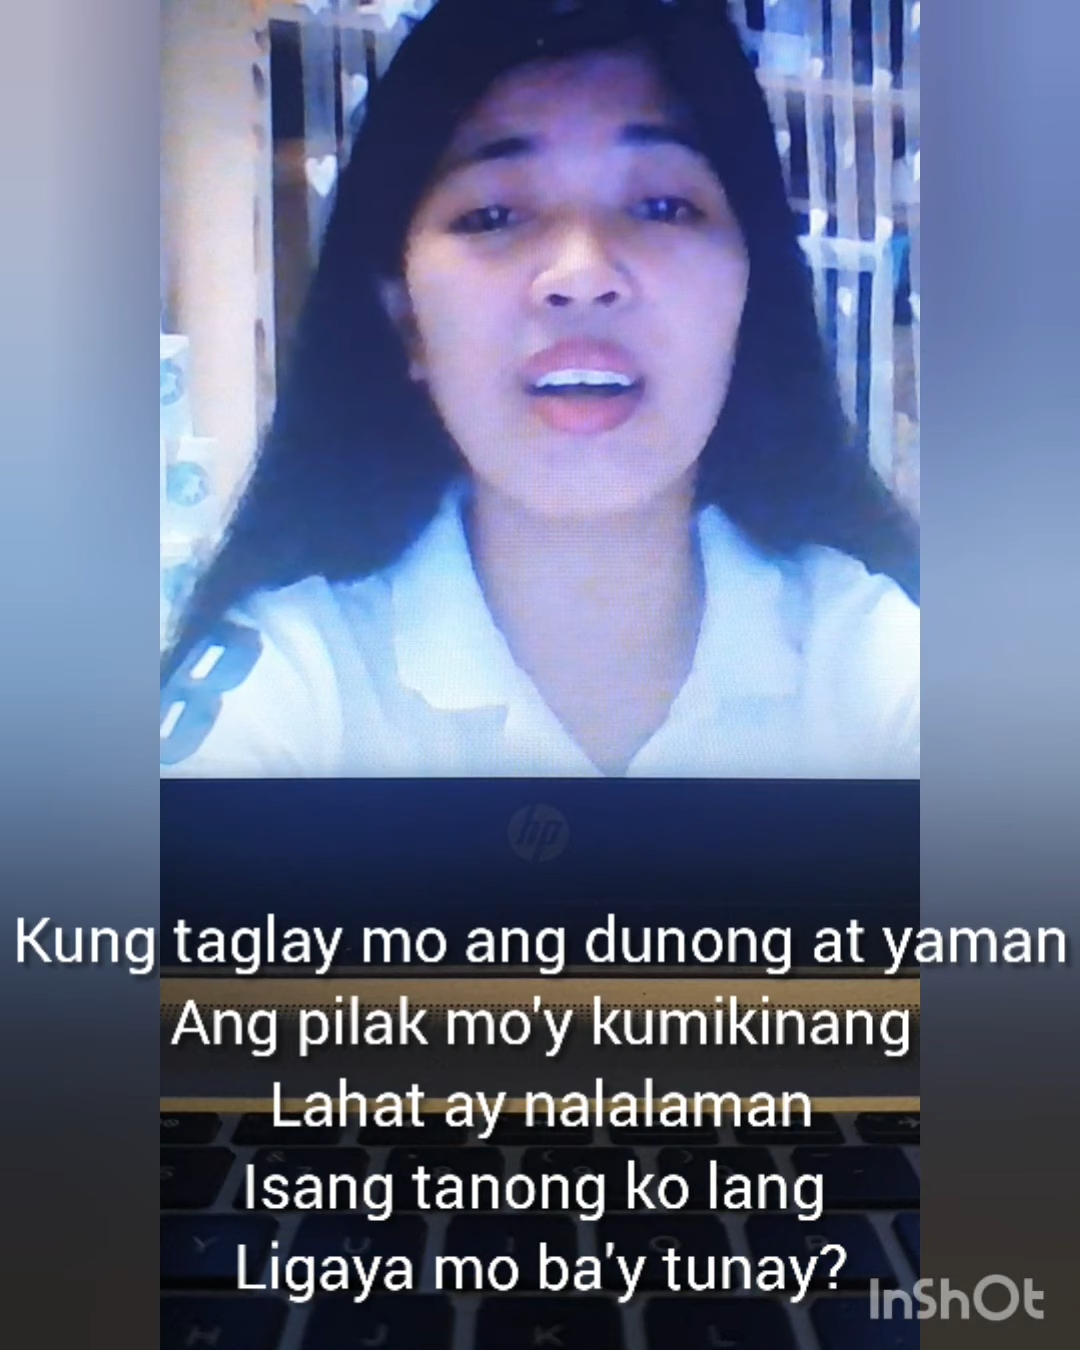 hp
Kung taglay mo ang dunong at yaman
Ang pilak mo'y kumikinang
Lahat ay nalalaman
Isang tanong ko lang
Ligaya mo ba'y tunay?
InShOt
Y U I O P
H J K L